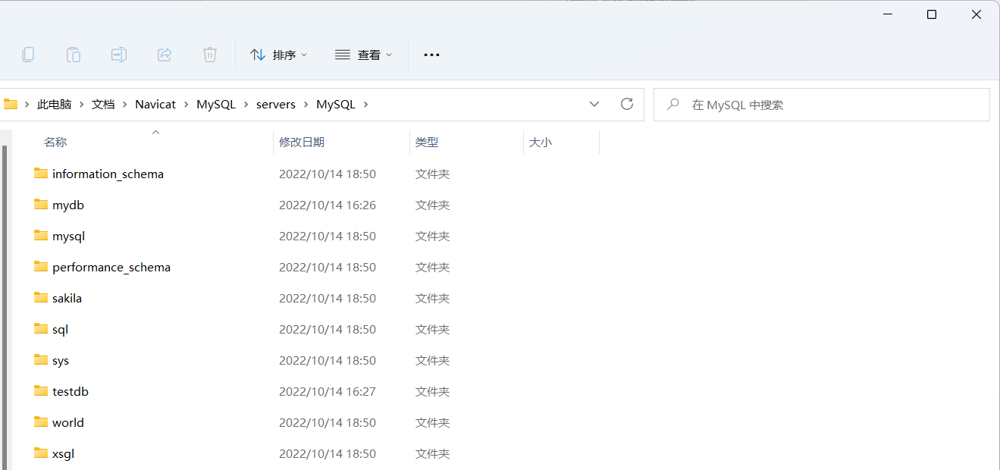 排序 查看
此电脑 > 文档 > Navicat > MySQL > servers > MySQL >
在 MySQL 中搜索
名称 修改日期 类型 大小
information_schema 2022/10/14 18:50 文件夹
mydb 2022/10/14 16:26 文件夹
mysql 2022/10/14 18:50 文件夹
performance_schema 2022/10/14 18:50 文件夹
sakila 2022/10/14 18:50 文件夹
sql 2022/10/14 18:50 文件夹
sys 2022/10/14 18:50 文件夹
testdb 2022/10/14 16:27 文件夹
world 2022/10/14 18:50 文件夹
xsgl 2022/10/14 18:50 文件夹